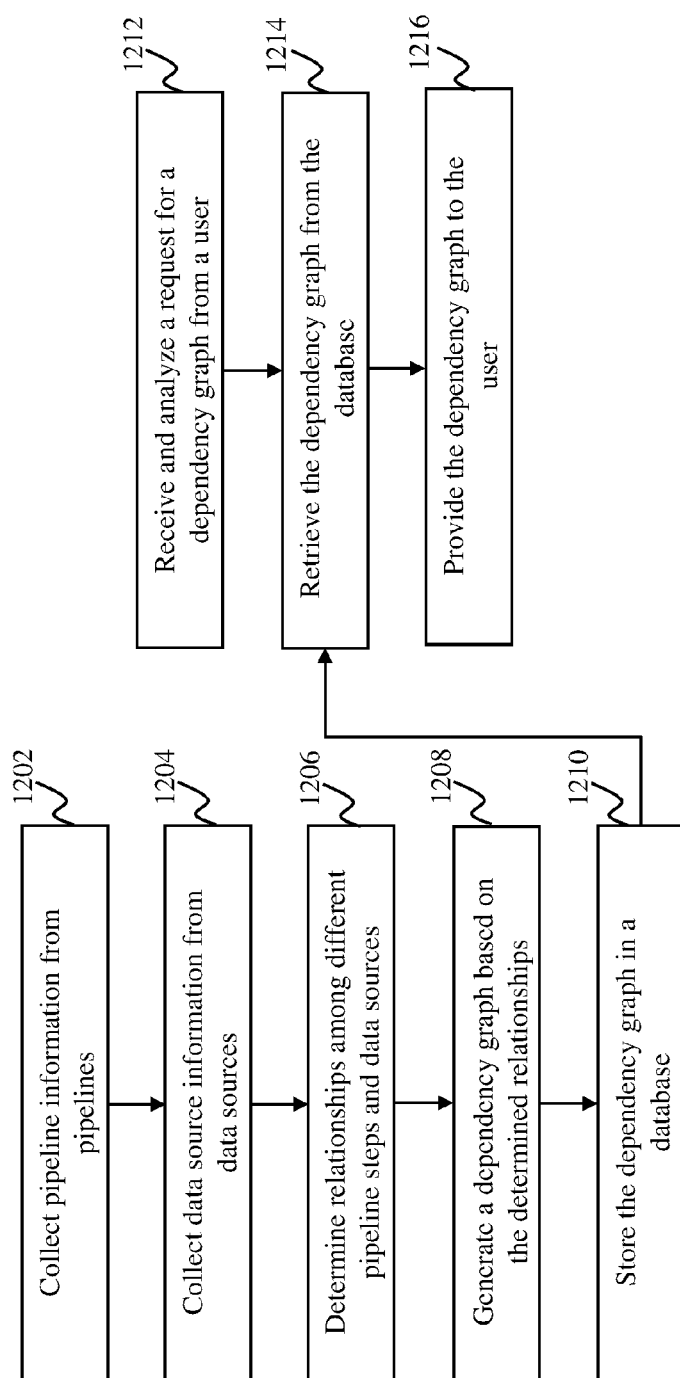 Collect pipeline information from
pipelines
1202
Collect data source information from
data sources
1204
Determine relationships among different
pipeline steps and data sources
1206
Generate a dependency graph based on
the determined relationships
1208
Store the dependency graph in a
database
1210
Receive and analyze a request for a
dependency graph from a user
1212
Retrieve the dependency graph from the
database
1214
Provide the dependency graph to the
user
1216